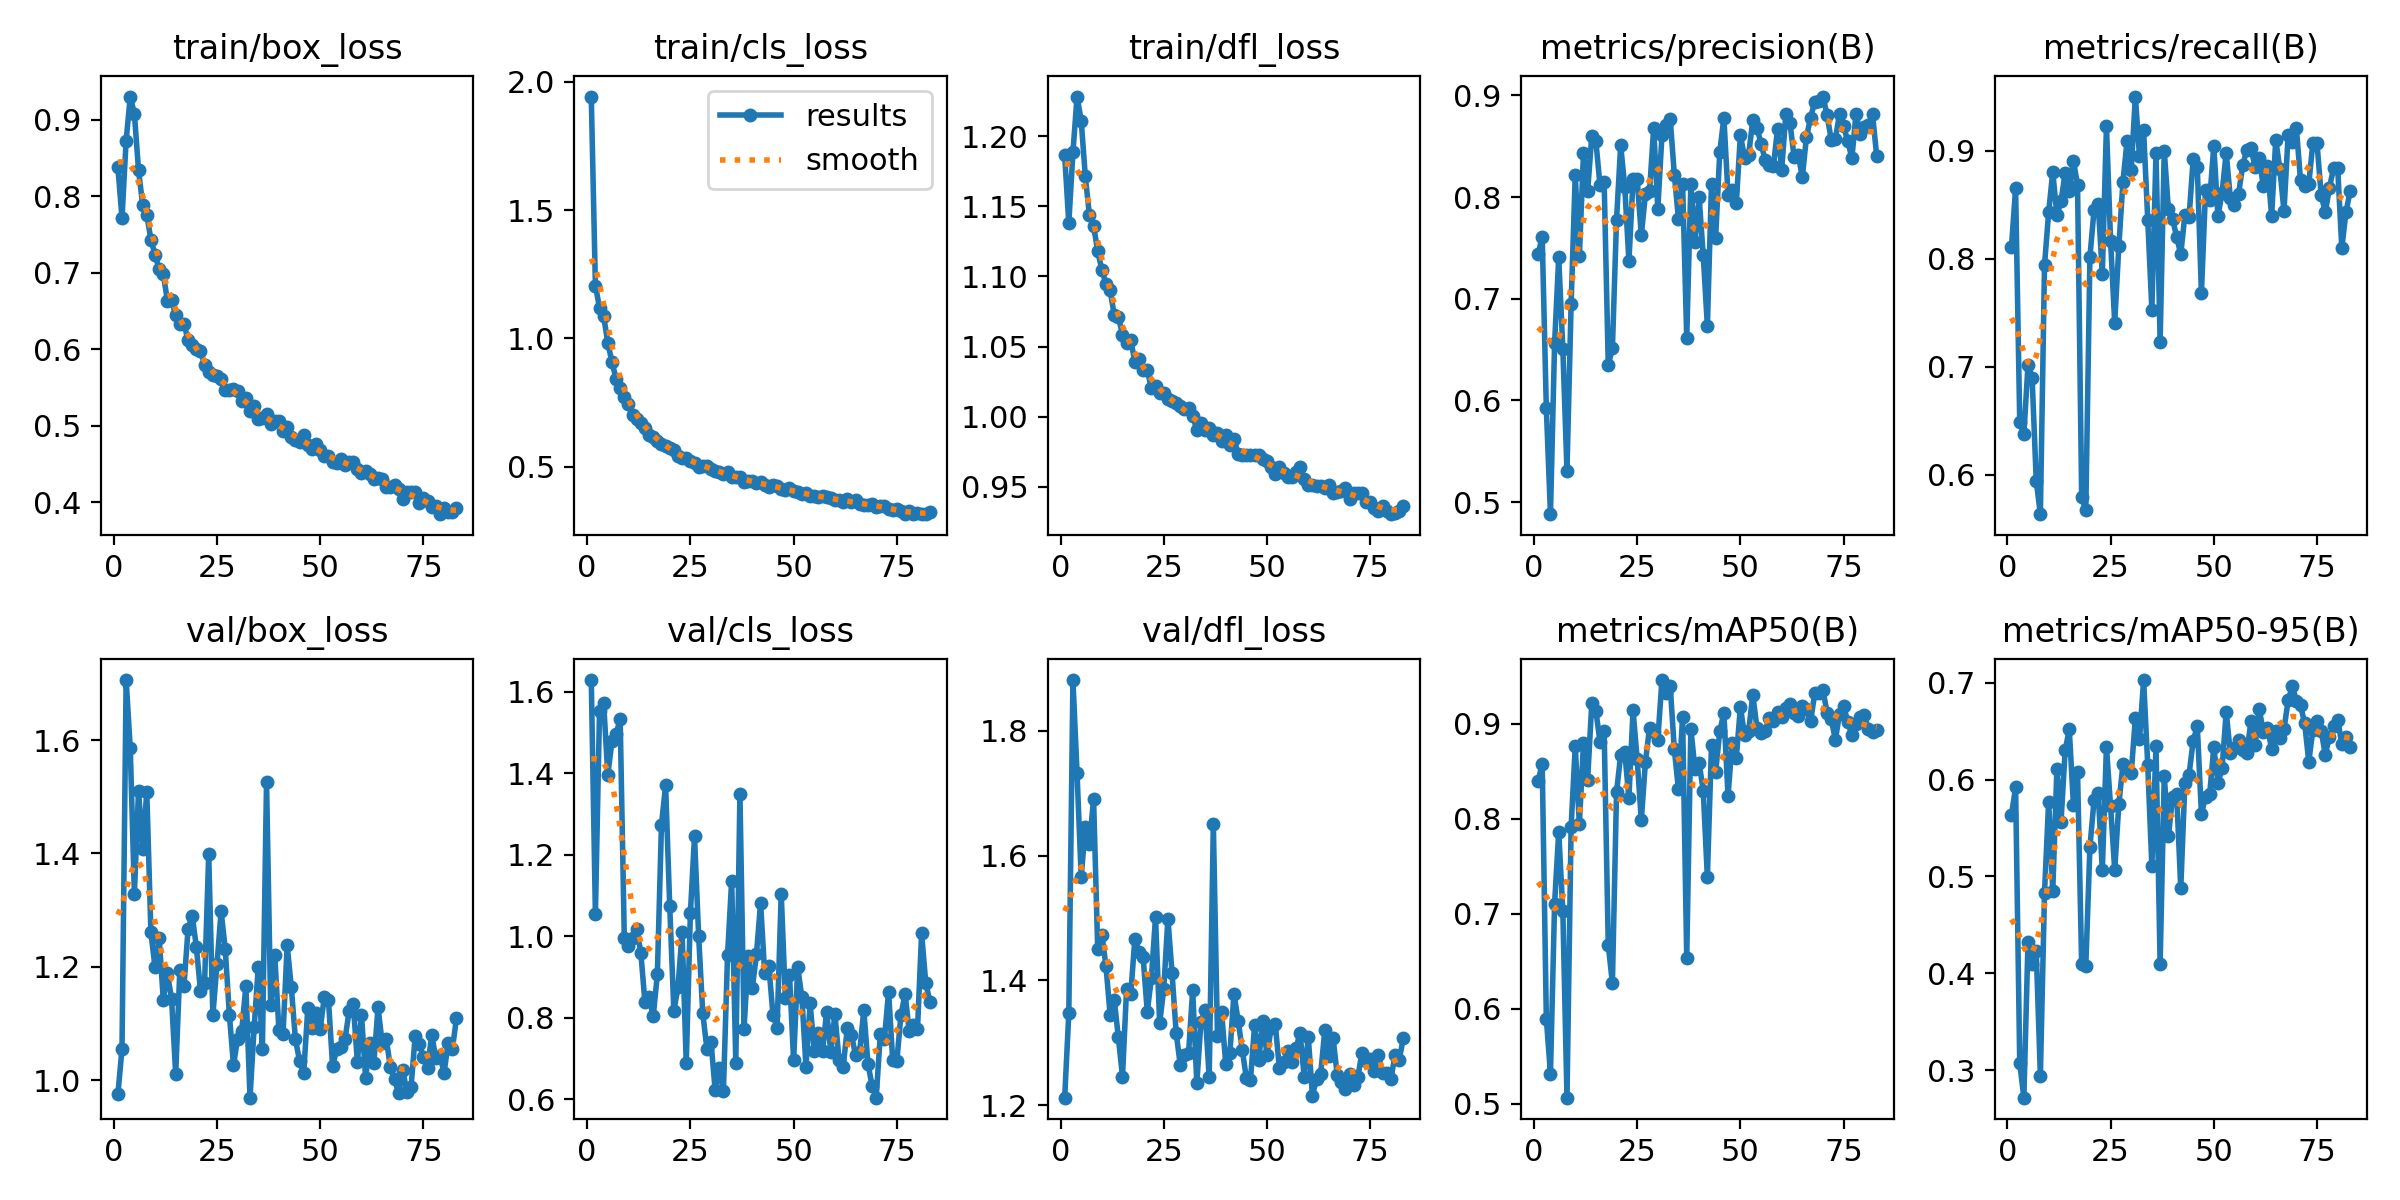 train/box_loss
train/cls_loss
train/dfl_loss
metrics/precision(B)
metrics/recall(B)
0.9
0.8
0.7
0.6
0.5
0.4
0 25 50 75
2.0
1.5
1.0
0.5
0 25 50 75
results
smooth
1.20
1.15
1.10
1.05
1.00
0.95
0 25 50 75
0.9
0.8
0.7
0.6
0.5
0 25 50 75
0.9
0.8
0.7
0.6
0 25 50 75
val/box_loss
val/cls_loss
val/dfl_loss
metrics/mAP50(B)
metrics/mAP50-95(B)
1.6
1.4
1.2
1.0
0 25 50 75
1.6
1.4
1.2
1.0
0.8
0.6
0 25 50 75
1.8
1.6
1.4
1.2
0 25 50 75
0.9
0.8
0.7
0.6
0.5
0 25 50 75
0.7
0.6
0.5
0.4
0.3
0 25 50 75